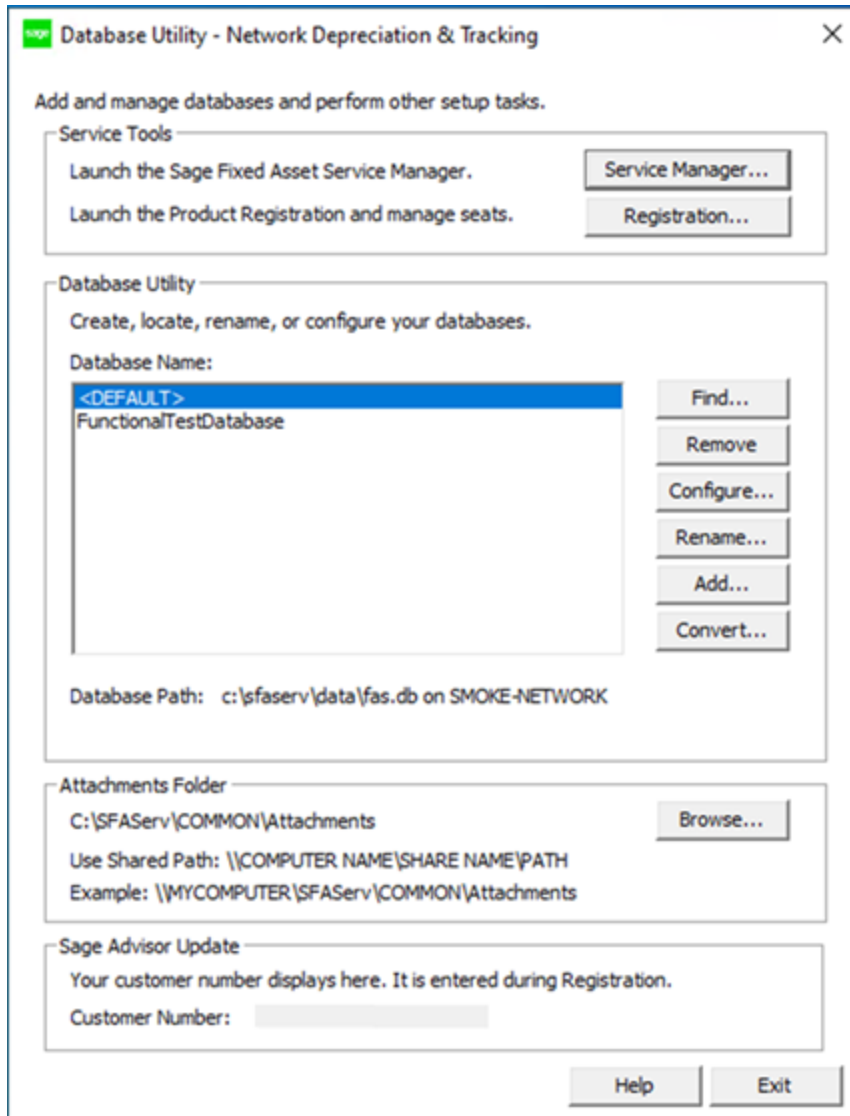 sage Database Utility - Network Depreciation & Tracking
Add and manage databases and perform other setup tasks.
Service Tools
Launch the Sage Fixed Asset Service Manager. Service Manager...
Launch the Product Registration and manage seats. Registration...
Database Utility
Create, locate, rename, or configure your databases.
Database Name:
<DEFAULT> Find...
FunctionalTestDatabase
Remove
Configure...
Rename...
Add...
Convert...
Database Path: c:\sfaserv\data\fas.db on SMOKE-NETWORK
Attachments Folder
C:\SFAServ\COMMON\Attachments Browse...
Use Shared Path: \\COMPUTER NAME\SHARE NAME\PATH
Example: \\MYCOMPUTER\SFAServ\COMMON\Attachments
Sage Advisor Update
Your customer number displays here. It is entered during Registration.
Customer Number:
Help Exit